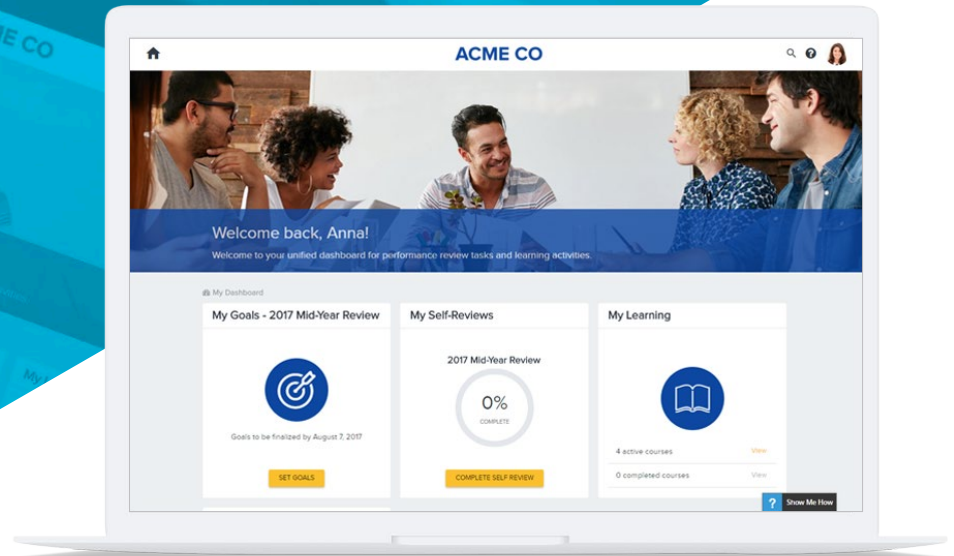 ME CO
ACME CO
Welcome back, Anna!
Welcome to your unified dashboard for performance review tasks and learning activities.
My Dashboard
My Goals - 2017 Mid-Year Review
My Self-Reviews
My Learning
2017 Mid-Year Review
0%
COMPLETE
Goals to be finalized by August 7, 2017
4 active courses
View
0 completed courses
View
SET GOALS
COMPLETE SELF REVIEW
? Show Me How